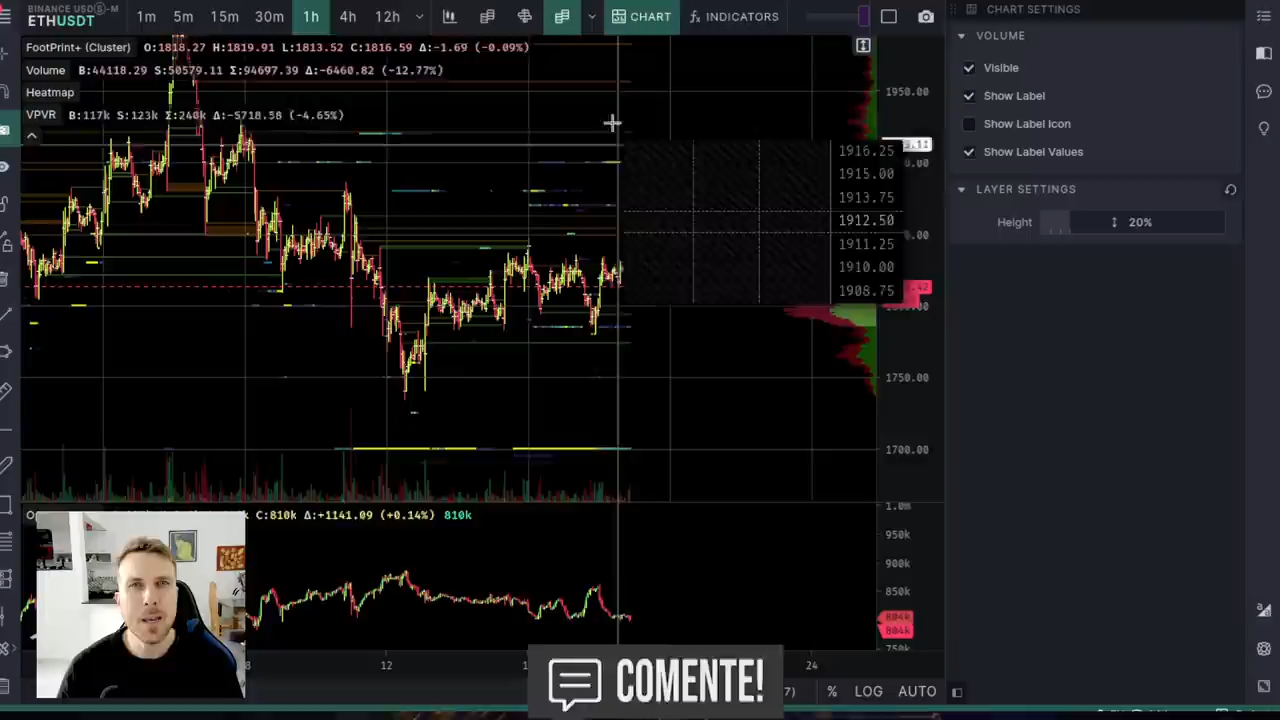 BINANCE USDⓈ-M
ETHUSDT
1m 5m 15m 30m 1h 4h 12h CHART INDICATORS
CHART SETTINGS
VOLUME
Visible
Show Label
Show Label Icon
Show Label Values
LAYER SETTINGS
Height 20%
FootPrint+ (Cluster) O:1818.27 H:1819.91 L:1813.52 C:1816.59 Δ:-1.69 (-0.09%)
Volume B:44118.29 S:50579.11 Σ:94697.39 Δ:-6460.82 (-12.77%)
Heatmap
VPVR B:117k S:123k Σ:240k Δ:-5718.58 (-4.65%)
1950.00
1916.25
1915.00
1913.75
1912.50
1911.25
1910.00
1908.75
1750.00
1700.00
C:810k Δ:+1141.09 (+0.14%) 810k
1.0m
950k
900k
850k
804k
804k
750k
12
24
% LOG AUTO
COMENTE!